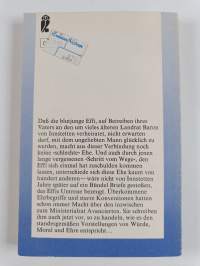 Daß die blutjunge Effi, auf Betreiben ihres
Vaters an den um vieles älteren Landrat Baron
von Innstetten verheiratet, nicht erwarten
darf, mit dem ungeliebten Mann glücklich zu
werden, macht aus dieser Verbindung noch
keine ›schlechte‹ Ehe. Und auch durch jenen
lange vergessenen ›Schritt vom Wege‹, den
Effi sich einmal hat zuschulden kommen
lassen, unterschiede sich diese Ehe kaum von
hundert anderen – wäre nicht von Innstetten
Jahre später auf ein Bündel Briefe gestoßen,
das Effis Untreue bezeugt. Überkommene
Ehrbegriffe und starre Konventionen hatten
schon immer Macht über den inzwischen
zum Ministerialrat Avancierten. Sie schreiben
ihm auch jetzt vor, so zu handeln, wie es den
standesgemäßen Vorstellungen von Würde,
Moral und Ehre entspricht…